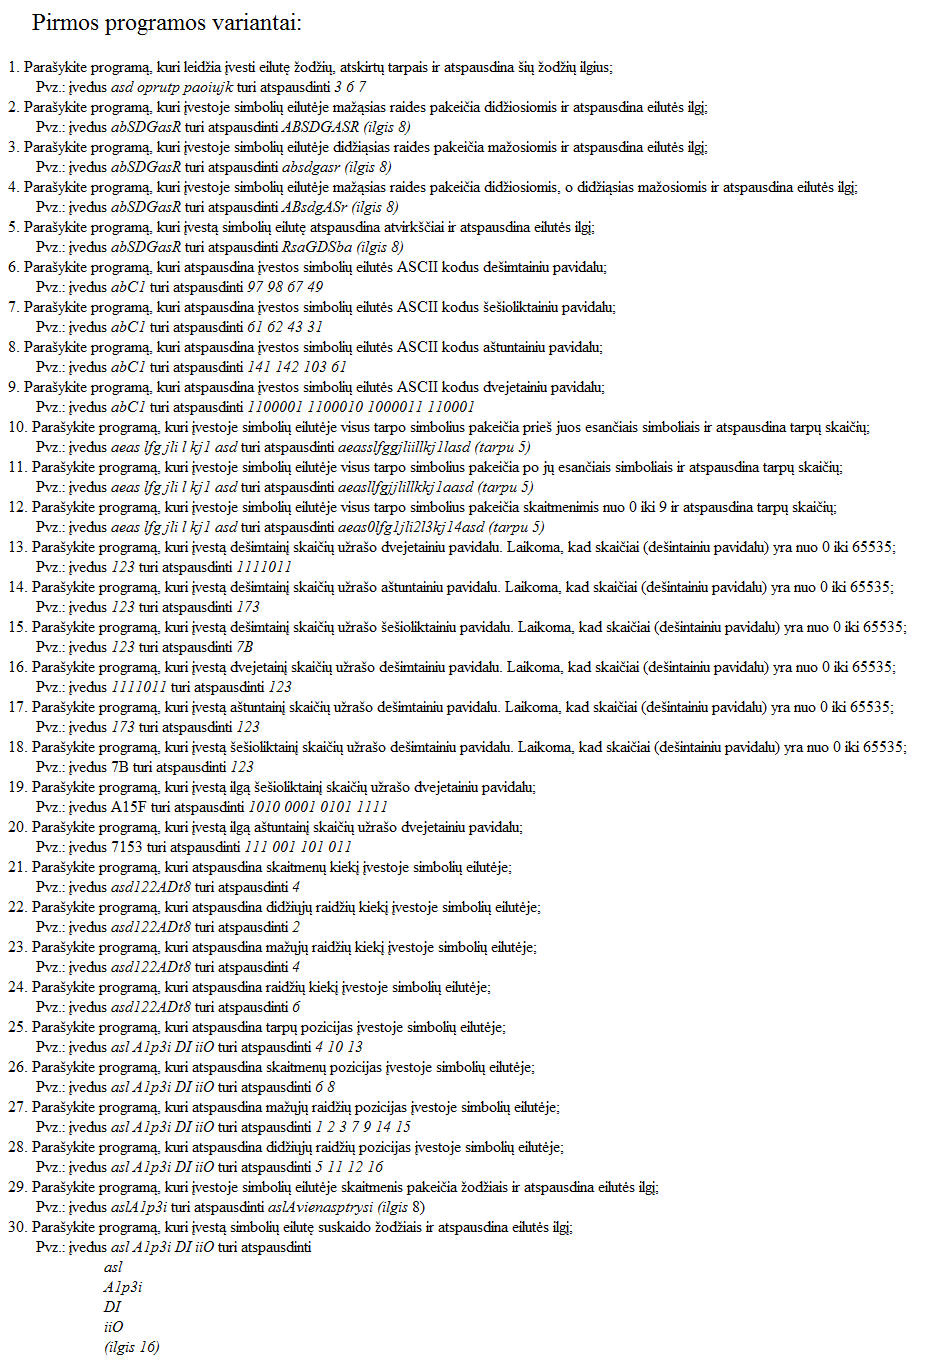 Pirmos programos variantai:
1. Parašykite programą, kuri leidžia įvesti eilutę žodžių, atskirtų tarpais ir atspausdina šių žodžių ilgius;
Pvz.: įvedus asd oprutp paoiujk turi atspausdinti 3 6 7
2. Parašykite programą, kuri įvestoje simbolių eilutėje mažąsias raides pakeičia didžiosiomis ir atspausdina eilutės ilgį;
Pvz.: įvedus abSDGasR turi atspausdinti ABSDGASR (ilgis 8)
3. Parašykite programą, kuri įvestoje simbolių eilutėje didžiąsias raides pakeičia mažosiomis ir atspausdina eilutės ilgį;
Pvz.: įvedus abSDGasR turi atspausdinti absdgasr (ilgis 8)
4. Parašykite programą, kuri įvestoje simbolių eilutėje mažąsias raides pakeičia didžiosiomis, o didžiąsias mažosiomis ir atspausdina eilutės ilgį;
Pvz.: įvedus abSDGasR turi atspausdinti ABsdgASr (ilgis 8)
5. Parašykite programą, kuri įvestą simbolių eilutę atspausdina atvirkščiai ir atspausdina eilutės ilgį;
Pvz.: įvedus abSDGasR turi atspausdinti RsaGDSba (ilgis 8)
6. Parašykite programą, kuri atspausdina įvestos simbolių eilutės ASCII kodus dešimtainiu pavidalu;
Pvz.: įvedus abC1 turi atspausdinti 97 98 67 49
7. Parašykite programą, kuri atspausdina įvestos simbolių eilutės ASCII kodus šešioliktainiu pavidalu;
Pvz.: įvedus abC1 turi atspausdinti 61 62 43 31
8. Parašykite programą, kuri atspausdina įvestos simbolių eilutės ASCII kodus aštuntainiu pavidalu;
Pvz.: įvedus abC1 turi atspausdinti 141 142 103 61
9. Parašykite programą, kuri atspausdina įvestos simbolių eilutės ASCII kodus dvejetainiu pavidalu;
Pvz.: įvedus abC1 turi atspausdinti 1100001 1100010 1000011 110001
10. Parašykite programą, kuri įvestoje simbolių eilutėje visus tarpo simbolius pakeičia prieš juos esančiais simboliais ir atspausdina tarpų skaičių;
Pvz.: įvedus aeas lfg jli l kj1 asd turi atspausdinti aeasslfggjliillkj1lasd (tarpu 5)
11. Parašykite programą, kuri įvestoje simbolių eilutėje visus tarpo simbolius pakeičia po jų esančiais simboliais ir atspausdina tarpų skaičių;
Pvz.: įvedus aeas lfg jli l kj1 asd turi atspausdinti aeasllfgjjlillkkj1aasd (tarpu 5)
12. Parašykite programą, kuri įvestoje simbolių eilutėje visus tarpo simbolius pakeičia skaitmenimis nuo 0 iki 9 ir atspausdina tarpų skaičių;
Pvz.: įvedus aeas lfg jli l kj1 asd turi atspausdinti aeas0lfg1jli2l3kj14asd (tarpu 5)
13. Parašykite programą, kuri įvestą dešimtainį skaičių užrašo dvejetainiu pavidalu. Laikoma, kad skaičiai (dešintainiu pavidalu) yra nuo 0 iki 65535;
Pvz.: įvedus 123 turi atspausdinti 1111011
14. Parašykite programą, kuri įvestą dešimtainį skaičių užrašo aštuntainiu pavidalu. Laikoma, kad skaičiai (dešintainiu pavidalu) yra nuo 0 iki 65535;
Pvz.: įvedus 123 turi atspausdinti 173
15. Parašykite programą, kuri įvestą dešimtainį skaičių užrašo šešioliktainiu pavidalu. Laikoma, kad skaičiai (dešintainiu pavidalu) yra nuo 0 iki 65535;
Pvz.: įvedus 123 turi atspausdinti 7B
16. Parašykite programą, kuri įvestą dvejetainį skaičių užrašo dešimtainiu pavidalu. Laikoma, kad skaičiai (dešintainiu pavidalu) yra nuo 0 iki 65535;
Pvz.: įvedus 1111011 turi atspausdinti 123
17. Parašykite programą, kuri įvestą aštuntainį skaičių užrašo dešimtainiu pavidalu. Laikoma, kad skaičiai (dešintainiu pavidalu) yra nuo 0 iki 65535;
Pvz.: įvedus 173 turi atspausdinti 123
18. Parašykite programą, kuri įvestą šešioliktainį skaičių užrašo dešimtainiu pavidalu. Laikoma, kad skaičiai (dešintainiu pavidalu) yra nuo 0 iki 65535;
Pvz.: įvedus 7B turi atspausdinti 123
19. Parašykite programą, kuri įvestą ilgą šešioliktainį skaičių užrašo dvejetainiu pavidalu;
Pvz.: įvedus A15F turi atspausdinti 1010 0001 0101 1111
20. Parašykite programą, kuri įvestą ilgą aštuntainį skaičių užrašo dvejetainiu pavidalu;
Pvz.: įvedus 7153 turi atspausdinti 111 001 101 011
21. Parašykite programą, kuri atspausdina skaitmenų kiekį įvestoje simbolių eilutėje;
Pvz.: įvedus asd122ADt8 turi atspausdinti 4
22. Parašykite programą, kuri atspausdina didžiųjų raidžių kiekį įvestoje simbolių eilutėje;
Pvz.: įvedus asd122ADt8 turi atspausdinti 2
23. Parašykite programą, kuri atspausdina mažųjų raidžių kiekį įvestoje simbolių eilutėje;
Pvz.: įvedus asd122ADt8 turi atspausdinti 4
24. Parašykite programą, kuri atspausdina raidžių kiekį įvestoje simbolių eilutėje;
Pvz.: įvedus asd122ADt8 turi atspausdinti 6
25. Parašykite programą, kuri atspausdina tarpų pozicijas įvestoje simbolių eilutėje;
Pvz.: įvedus asl A1p3i DI iiO turi atspausdinti 4 10 13
26. Parašykite programą, kuri atspausdina skaitmenų pozicijas įvestoje simbolių eilutėje;
Pvz.: įvedus asl A1p3i DI iiO turi atspausdinti 6 8
27. Parašykite programą, kuri atspausdina mažųjų raidžių pozicijas įvestoje simbolių eilutėje;
Pvz.: įvedus asl A1p3i DI iiO turi atspausdinti 1 2 3 7 9 14 15
28. Parašykite programą, kuri atspausdina didžiųjų raidžių pozicijas įvestoje simbolių eilutėje;
Pvz.: įvedus asl A1p3i DI iiO turi atspausdinti 5 11 12 16
29. Parašykite programą, kuri įvestoje simbolių eilutėje skaitmenis pakeičia žodžiais ir atspausdina eilutės ilgį;
Pvz.: įvedus aslA1p3i turi atspausdinti aslAvienasptrysi (ilgis 8)
30. Parašykite programą, kuri įvestą simbolių eilutę suskaido žodžiais ir atspausdina eilutės ilgį;
Pvz.: įvedus asl A1p3i DI iiO turi atspausdinti
asl
A1p3i
DI
iiO
(ilgis 16)